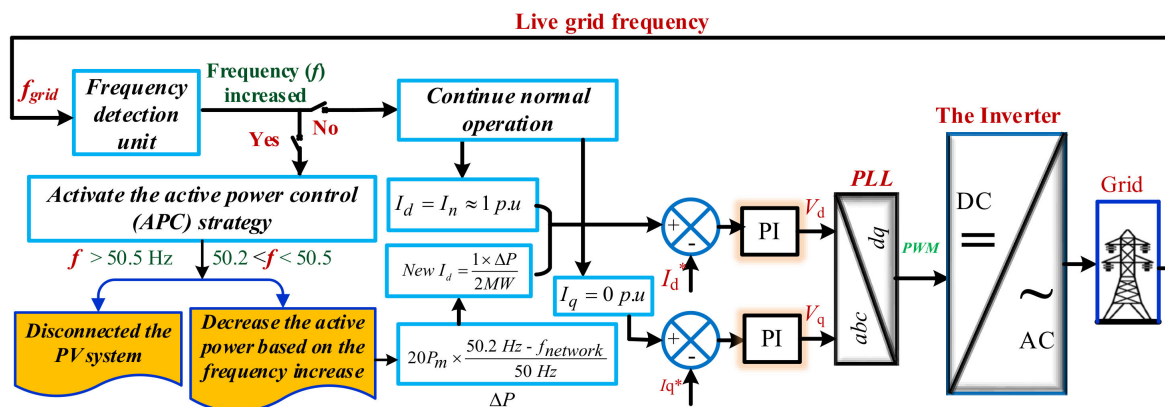 Live grid frequency
f_grid
Frequency
detection
unit
Frequency (f)
increased
No
Yes
Continue normal
operation
Activate the active power control
(APC) strategy
f > 50.5 Hz
50.2 <f < 50.5
Disconnected the
PV system
Decrease the active
power based on the
frequency increase
20P_m × (50.2 Hz - f_network)/(50 Hz)
ΔP
New I_d = (1 × ΔP)/(2MW)
I_d = I_n ≈ 1 p.u
I_q = 0 p.u
+
-
I_d*
PI
V_d
+
-
Iq*
PI
V_q
PLL
dq
abc
PWM
The Inverter
DC
=
~
AC
Grid